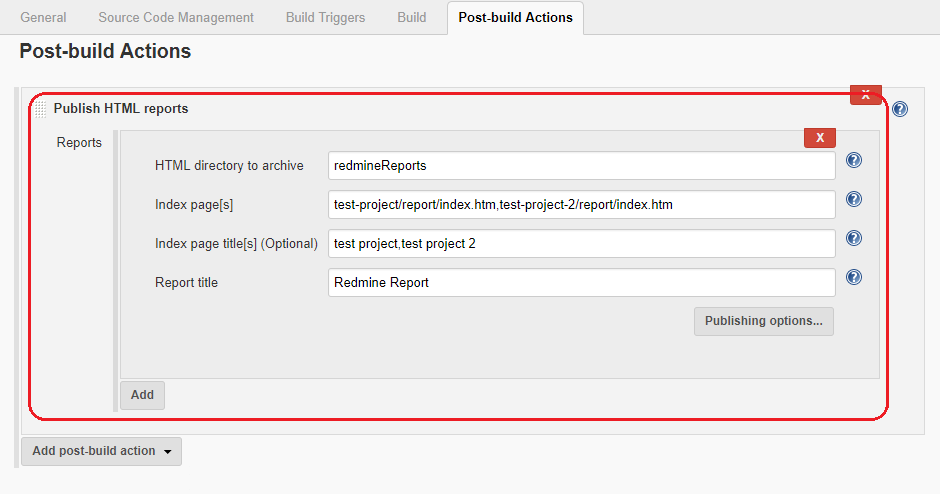 General Source Code Management Build Triggers Build Post-build Actions
Post-build Actions
X
Publish HTML reports ?
Reports
X
HTML directory to archive redmineReports ?
Index page[s] test-project/report/index.htm,test-project-2/report/index.htm ?
Index page title[s] (Optional) test project,test project 2 ?
Report title Redmine Report ?
Publishing options...
Add
Add post-build action